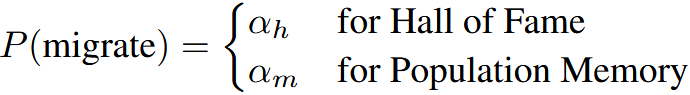 P(migrate) = { α_h for Hall of Fame
α_m for Population Memory